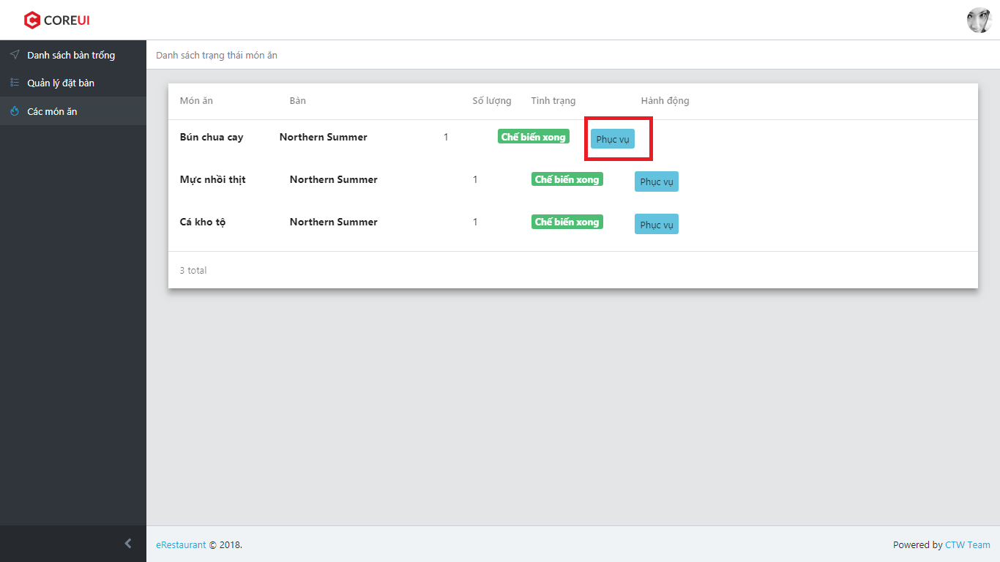 COREUI
Danh sách bàn trống
Quản lý đặt bàn
Các món ăn
Danh sách trạng thái món ăn
Món ăn Bàn Số lượng Tình trạng Hành động
Bún chua cay Northern Summer 1 Chế biến xong Phục vụ
Mực nhồi thịt Northern Summer 1 Chế biến xong Phục vụ
Cá kho tộ Northern Summer 1 Chế biến xong Phục vụ
3 total
eRestaurant © 2018. Powered by CTW Team